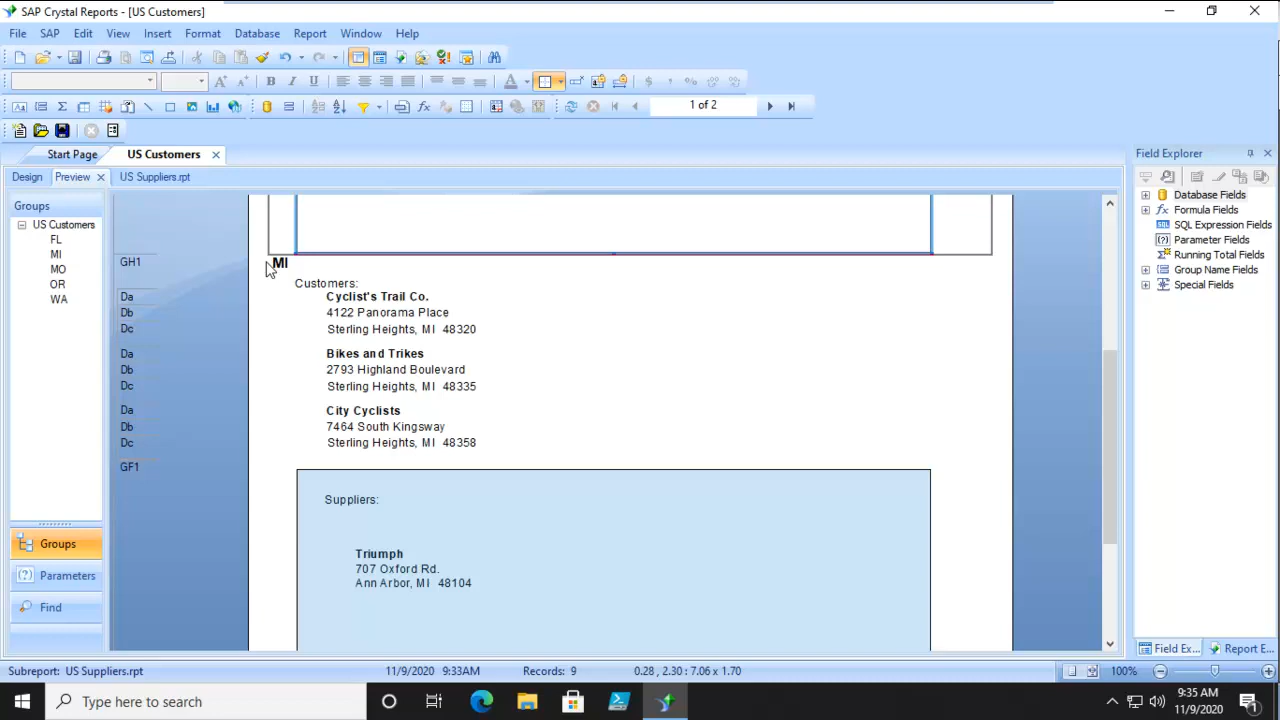 SAP Crystal Reports - [US Customers]
File SAP Edit View Insert Format Database Report Window Help
1 of 2
Start Page US Customers
Design Preview US Suppliers.rpt
Groups
US Customers
FL
MI
MO
OR
WA
Groups
Parameters
Find
GH1
Da
Db
Dc
Da
Db
Dc
Da
Db
Dc
GF1
MI
Customers:
Cyclist's Trail Co.
4122 Panorama Place
Sterling Heights, MI 48320
Bikes and Trikes
2793 Highland Boulevard
Sterling Heights, MI 48335
City Cyclists
7464 South Kingsway
Sterling Heights, MI 48358
Suppliers:
Triumph
707 Oxford Rd.
Ann Arbor, MI 48104
Field Explorer
Database Fields
Formula Fields
SQL Expression Fields
Parameter Fields
Running Total Fields
Group Name Fields
Special Fields
Field Ex... Report E...
Subreport: US Suppliers.rpt 11/9/2020 9:33AM Records: 9 0.28 , 2.30 : 7.06 x 1.70 100%
Type here to search
9:35 AM
11/9/2020
1